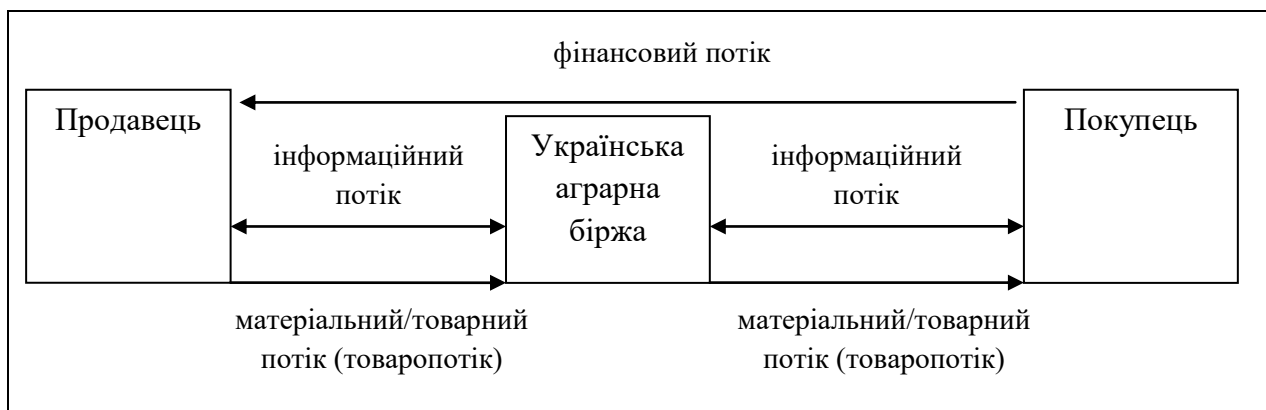 фінансовий потік
Продавець
інформаційний
потік
Українська
аграрна
біржа
інформаційний
потік
Покупець
матеріальний/товарний
потік (товаропотік)
матеріальний/товарний
потік (товаропотік)